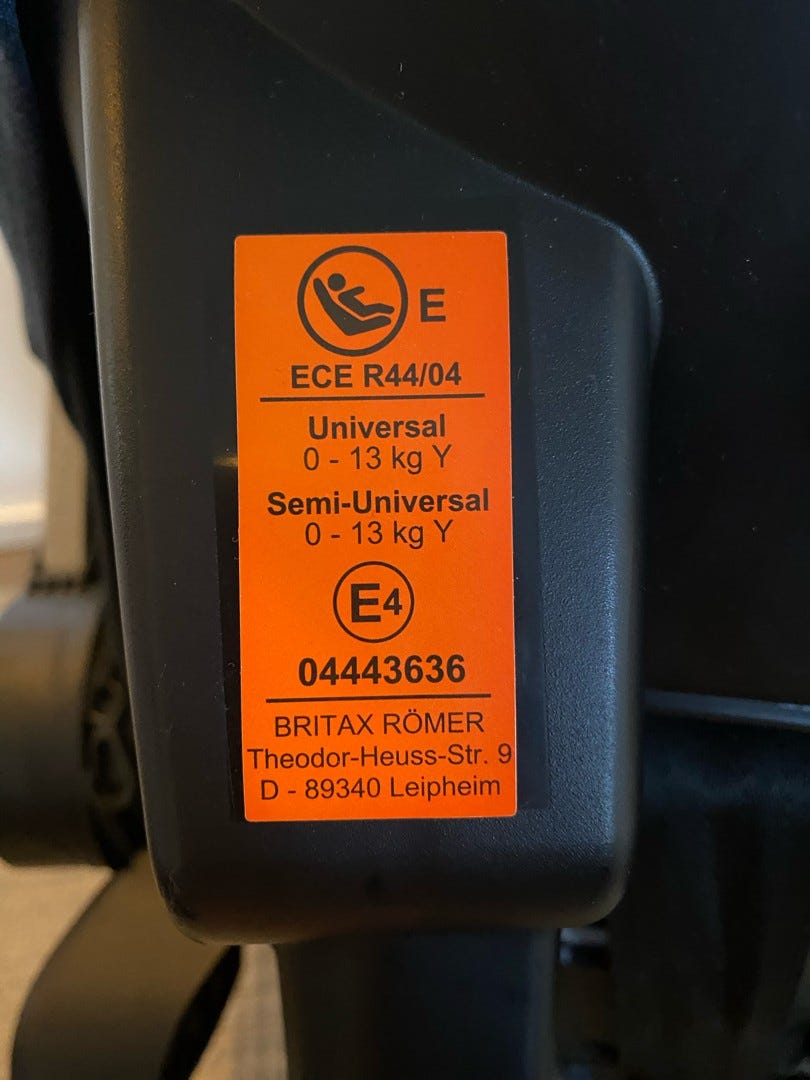 E
ECE R44/04
Universal
0 - 13 kg Y
Semi-Universal
0 - 13 kg Y
E4
04443636
BRITAX RÖMER
Theodor-Heuss-Str. 9
D - 89340 Leipheim